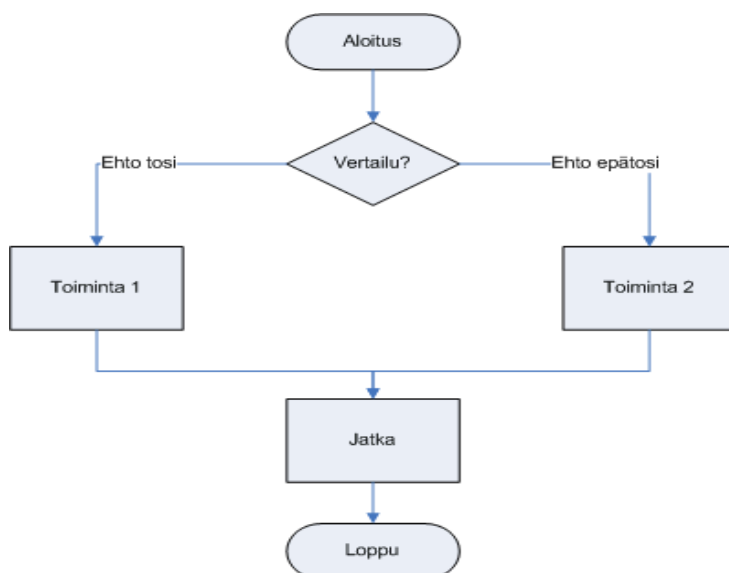 Aloitus
Vertailu?
Ehto tosi
Ehto epätosi
Toiminta 1
Toiminta 2
Jatka
Loppu